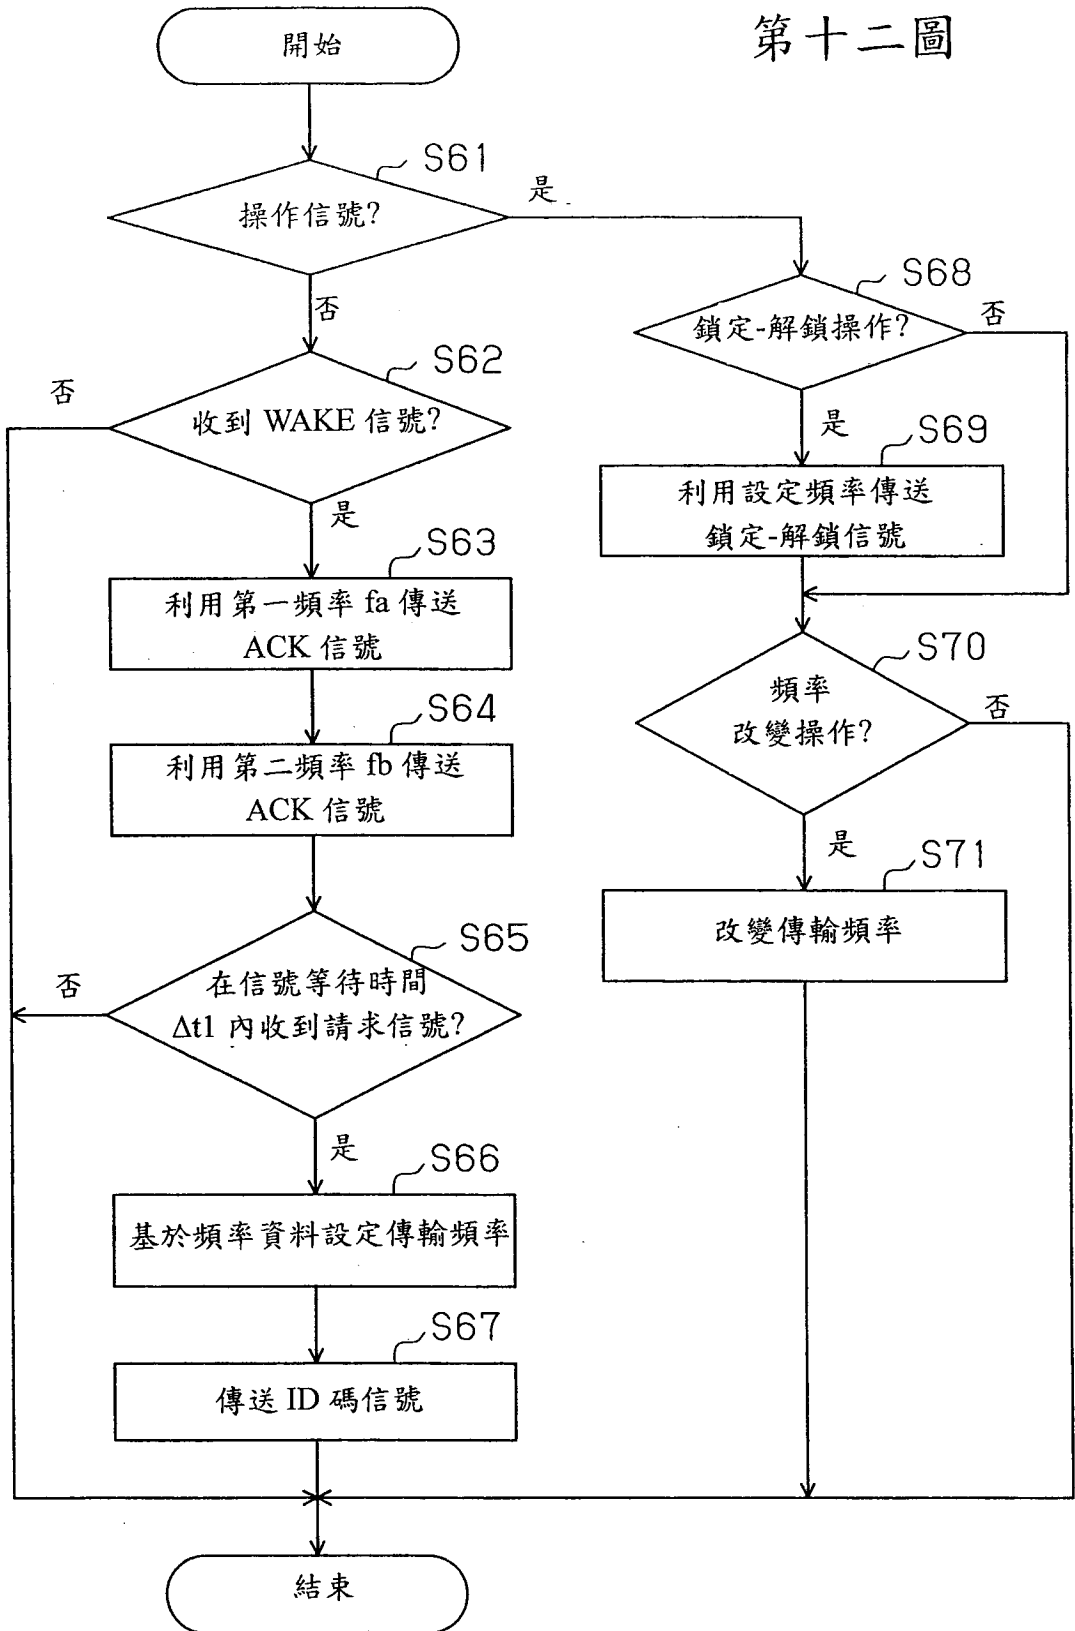 第十二圖
開始
S61
操作信號?
是
否
S68
鎖定-解鎖操作?
否
是
S62
收到 WAKE 信號?
否
是
S69
利用設定頻率傳送
鎖定-解鎖信號
S63
利用第一頻率 fa 傳送
ACK 信號
S64
利用第二頻率 fb 傳送
ACK 信號
S70
頻率
改變操作?
否
是
S71
改變傳輸頻率
S65
在信號等待時間
Δt1 內收到請求信號?
否
是
S66
基於頻率資料設定傳輸頻率
S67
傳送 ID 碼信號
結束